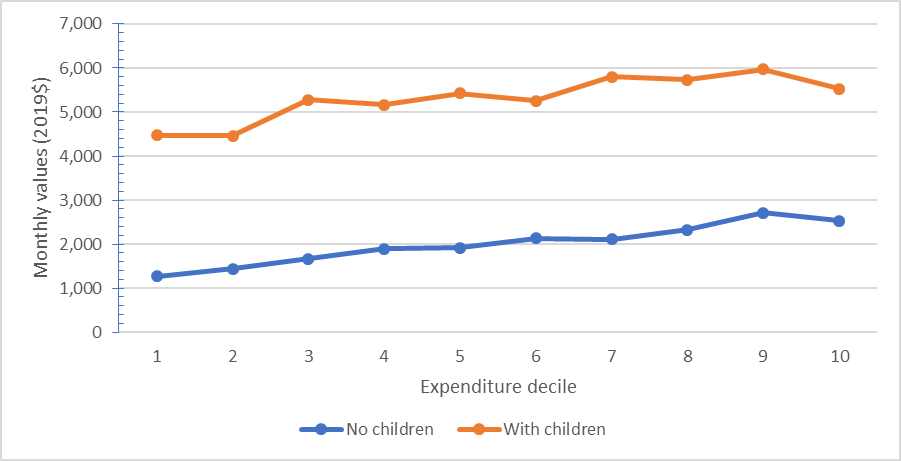 7,000
6,000
5,000
4,000
3,000
2,000
1,000
0
Monthly values (2019$)
1 2 3 4 5 6 7 8 9 10
Expenditure decile
No children With children